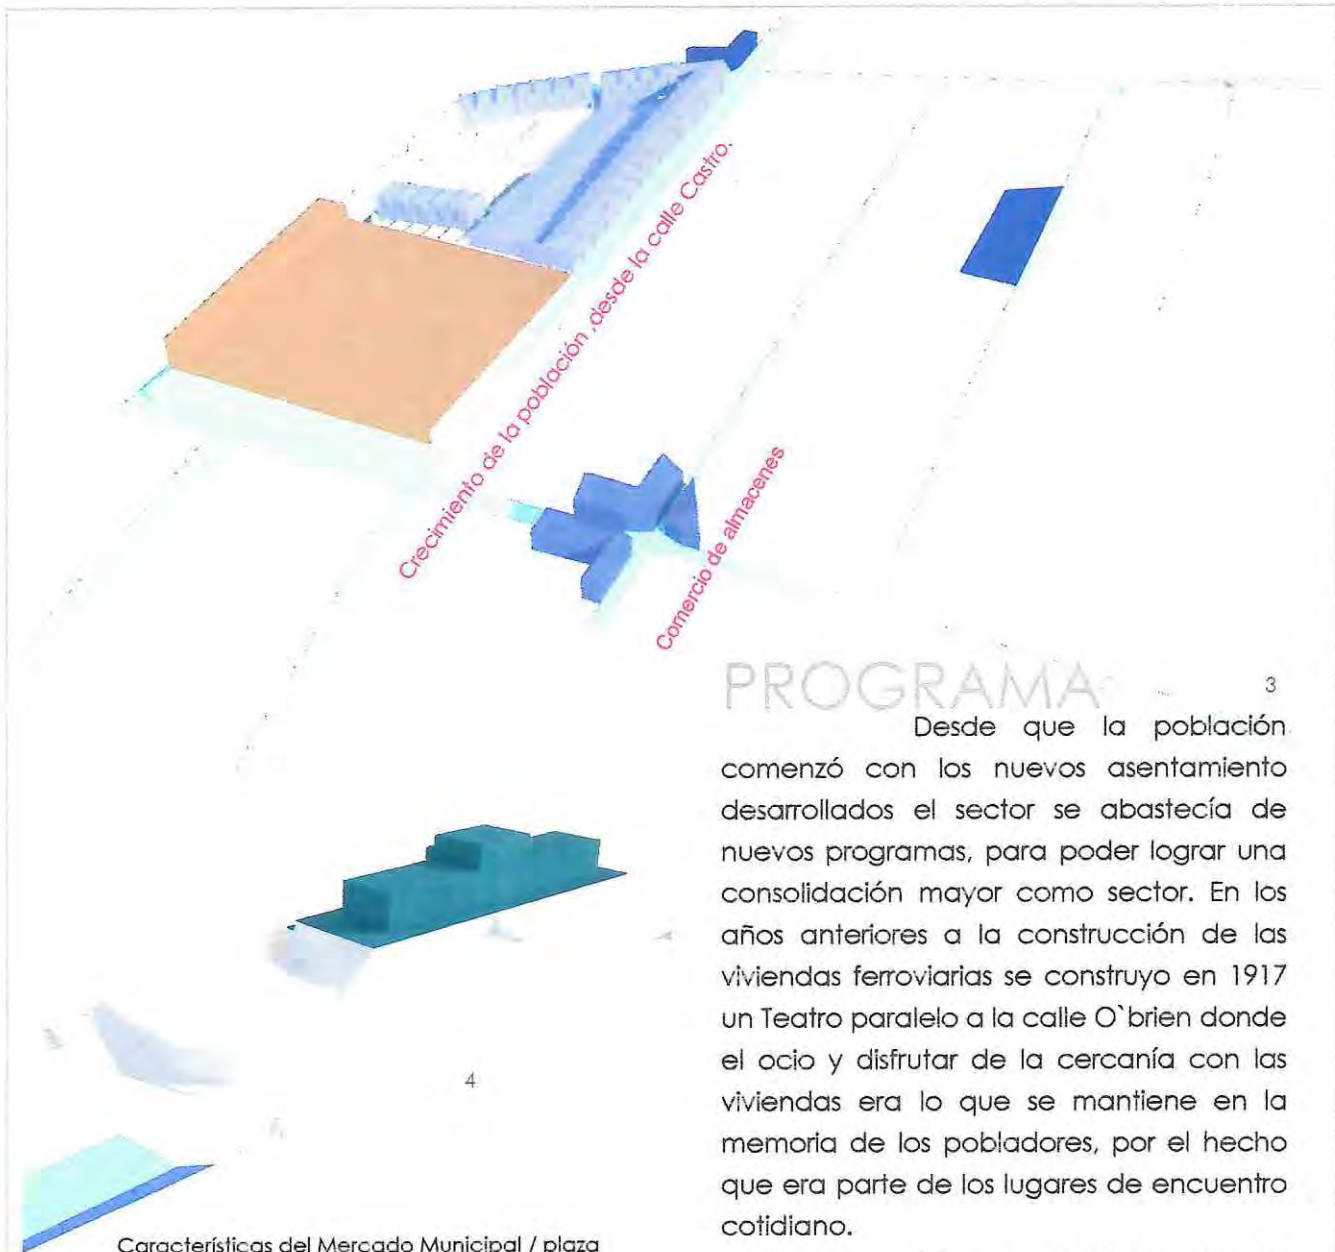 Crecimiento de la población ,desde la calle Castro.
Comercio de almacenes
PROGRAMA
3
Desde que la población
comenzó con los nuevos asentamiento
desarrollados el sector se abastecía de
nuevos programas, para poder lograr una
consolidación mayor como sector. En los
años anteriores a la construcción de las
viviendas ferroviarias se construyo en 1917
un Teatro paralelo a la calle O`brien donde
el ocio y disfrutar de la cercanía con las
viviendas era lo que se mantiene en la
memoria de los pobladores, por el hecho
que era parte de los lugares de encuentro
cotidiano.
4
Características del Mercado Municipal / plaza